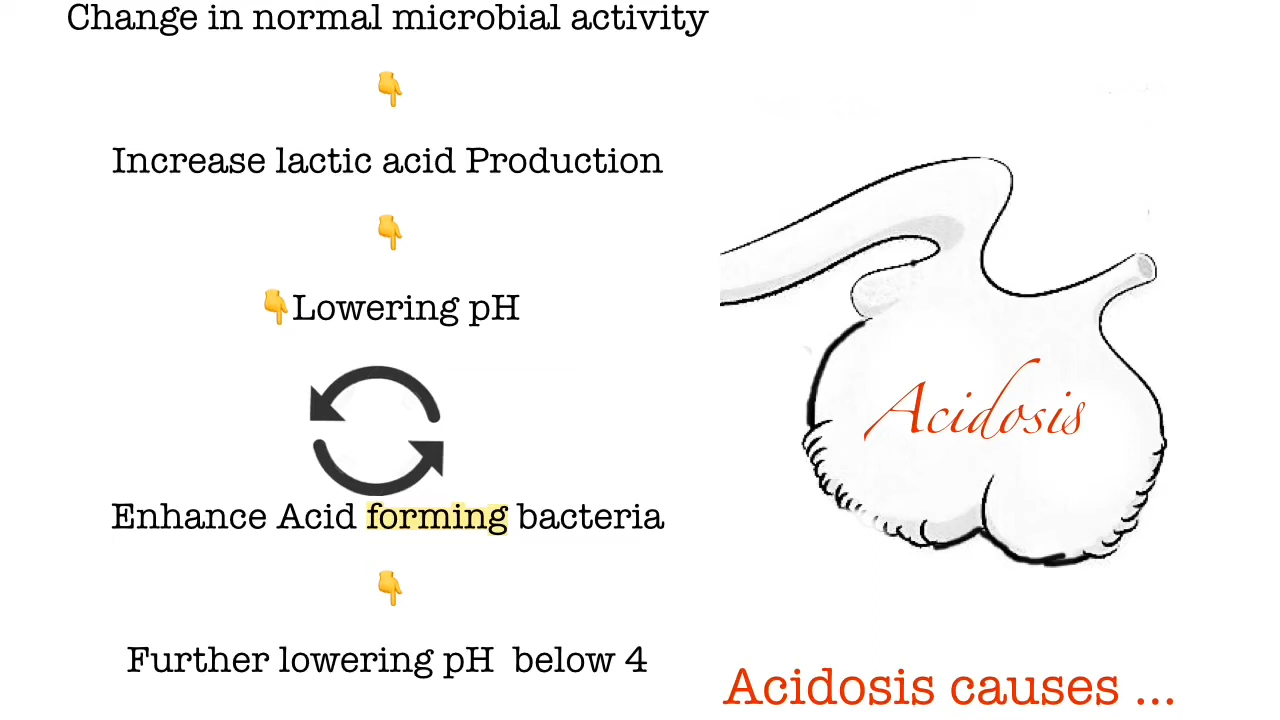 Change in normal microbial activity
👇
Increase lactic acid Production
👇
👇Lowering pH
Enhance Acid forming bacteria
👇
Further lowering pH below 4
Acidosis
Acidosis causes ...